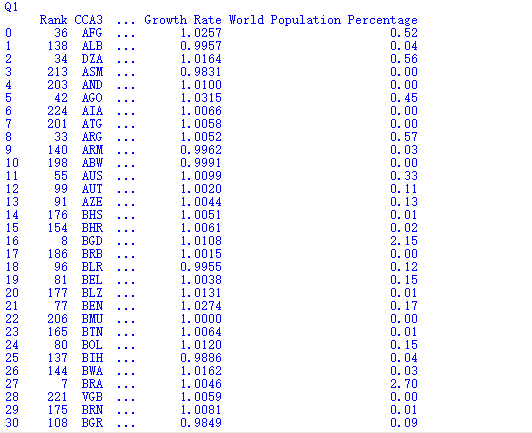 Q1
Rank CCA3 ... Growth Rate World Population Percentage
0 36 AFG ... 1.0257 0.52
1 138 ALB ... 0.9957 0.04
2 34 DZA ... 1.0164 0.56
3 213 ASM ... 0.9831 0.00
4 203 AND ... 1.0100 0.00
5 42 AGO ... 1.0315 0.45
6 224 AIA ... 1.0066 0.00
7 201 ATG ... 1.0058 0.00
8 33 ARG ... 1.0052 0.57
9 140 ARM ... 0.9962 0.03
10 198 ABW ... 0.9991 0.00
11 55 AUS ... 1.0099 0.33
12 99 AUT ... 1.0020 0.11
13 91 AZE ... 1.0044 0.13
14 176 BHS ... 1.0051 0.01
15 154 BHR ... 1.0061 0.02
16 8 BGD ... 1.0108 2.15
17 186 BRB ... 1.0015 0.00
18 96 BLR ... 0.9955 0.12
19 81 BEL ... 1.0038 0.15
20 177 BLZ ... 1.0131 0.01
21 77 BEN ... 1.0274 0.17
22 206 BMU ... 1.0000 0.00
23 165 BTN ... 1.0064 0.01
24 80 BOL ... 1.0120 0.15
25 137 BIH ... 0.9886 0.04
26 144 BWA ... 1.0162 0.03
27 7 BRA ... 1.0046 2.70
28 221 VGB ... 1.0059 0.00
29 175 BRN ... 1.0081 0.01
30 108 BGR ... 0.9849 0.09